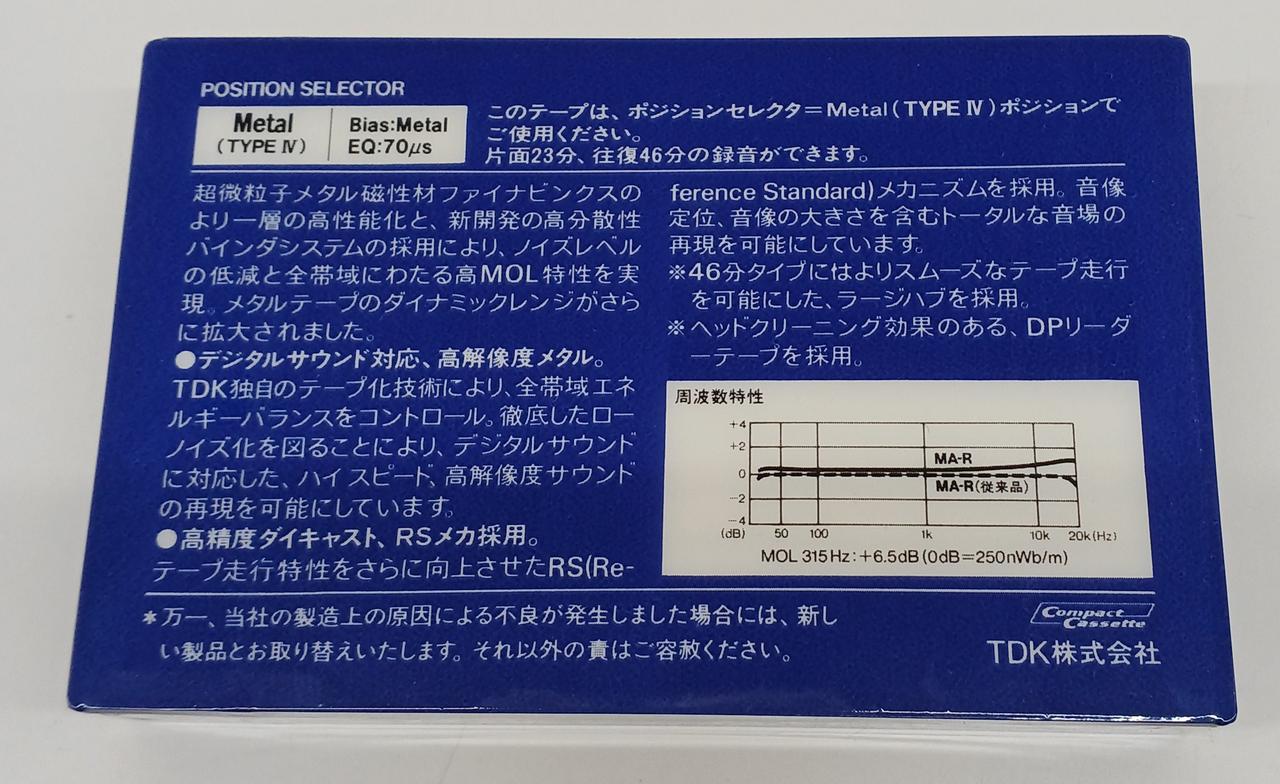 POSITION SELECTOR
Metal
(TYPE Ⅳ)
Bias:Metal
EQ:70μs
このテープは、ポジションセレクタ=Metal(TYPE Ⅳ)ポジションで
ご使用ください。
片面23分、往復46分の録音ができます。
超微粒子メタル磁性材ファイナビンクスの
より一層の高性能化と、新開発の高分散性
バインダシステムの採用により、ノイズレベル
の低減と全帯域にわたる高MOL特性を実
現。メタルテープのダイナミックレンジがさら
に拡大されました。
●デジタルサウンド対応、高解像度メタル。
TDK独自のテープ化技術により、全帯域エネ
ルギーバランスをコントロール。徹底したロー
ノイズ化を図ることにより、デジタルサウンド
に対応した、ハイスピード、高解像度サウンド
の再現を可能にしています。
●高精度ダイキャスト、RSメカ採用。
テープ走行特性をさらに向上させたRS(Re-
ference Standard)メカニズムを採用。音像
定位、音像の大きさを含むトータルな音場の
再現を可能にしています。
※46分タイプにはよりスムーズなテープ走行
を可能にした、ラージハブを採用。
※ヘッドクリーニング効果のある、DPリーダ
ーテープを採用。
周波数特性
+4
+2
0
-2
-4
(dB)
MA-R
MA-R(従来品)
50 100 1k 10k 20k(Hz)
MOL 315Hz:+6.5dB(0dB=250nWb/m)
*万一、当社の製造上の原因による不良が発生しました場合には、新し
い製品とお取り替えいたします。それ以外の責はご容赦ください。
Compact
Cassette
TDK株式会社